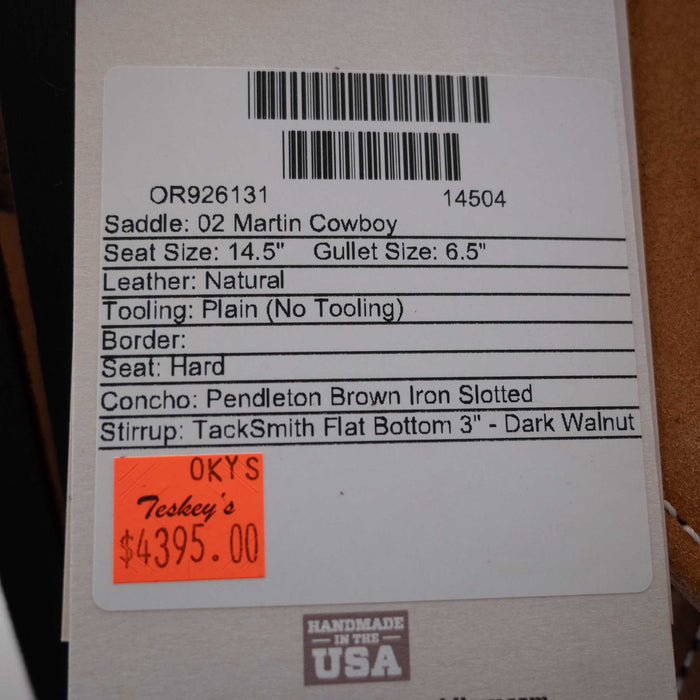 OR926131 14504
Saddle: 02 Martin Cowboy
Seat Size: 14.5" Gullet Size: 6.5"
Leather: Natural
Tooling: Plain (No Tooling)
Border:
Seat: Hard
Concho: Pendleton Brown Iron Slotted
Stirrup: TackSmith Flat Bottom 3" - Dark Walnut
OKYS
Teskey's
$4395.00
HANDMADE
IN THE
USA